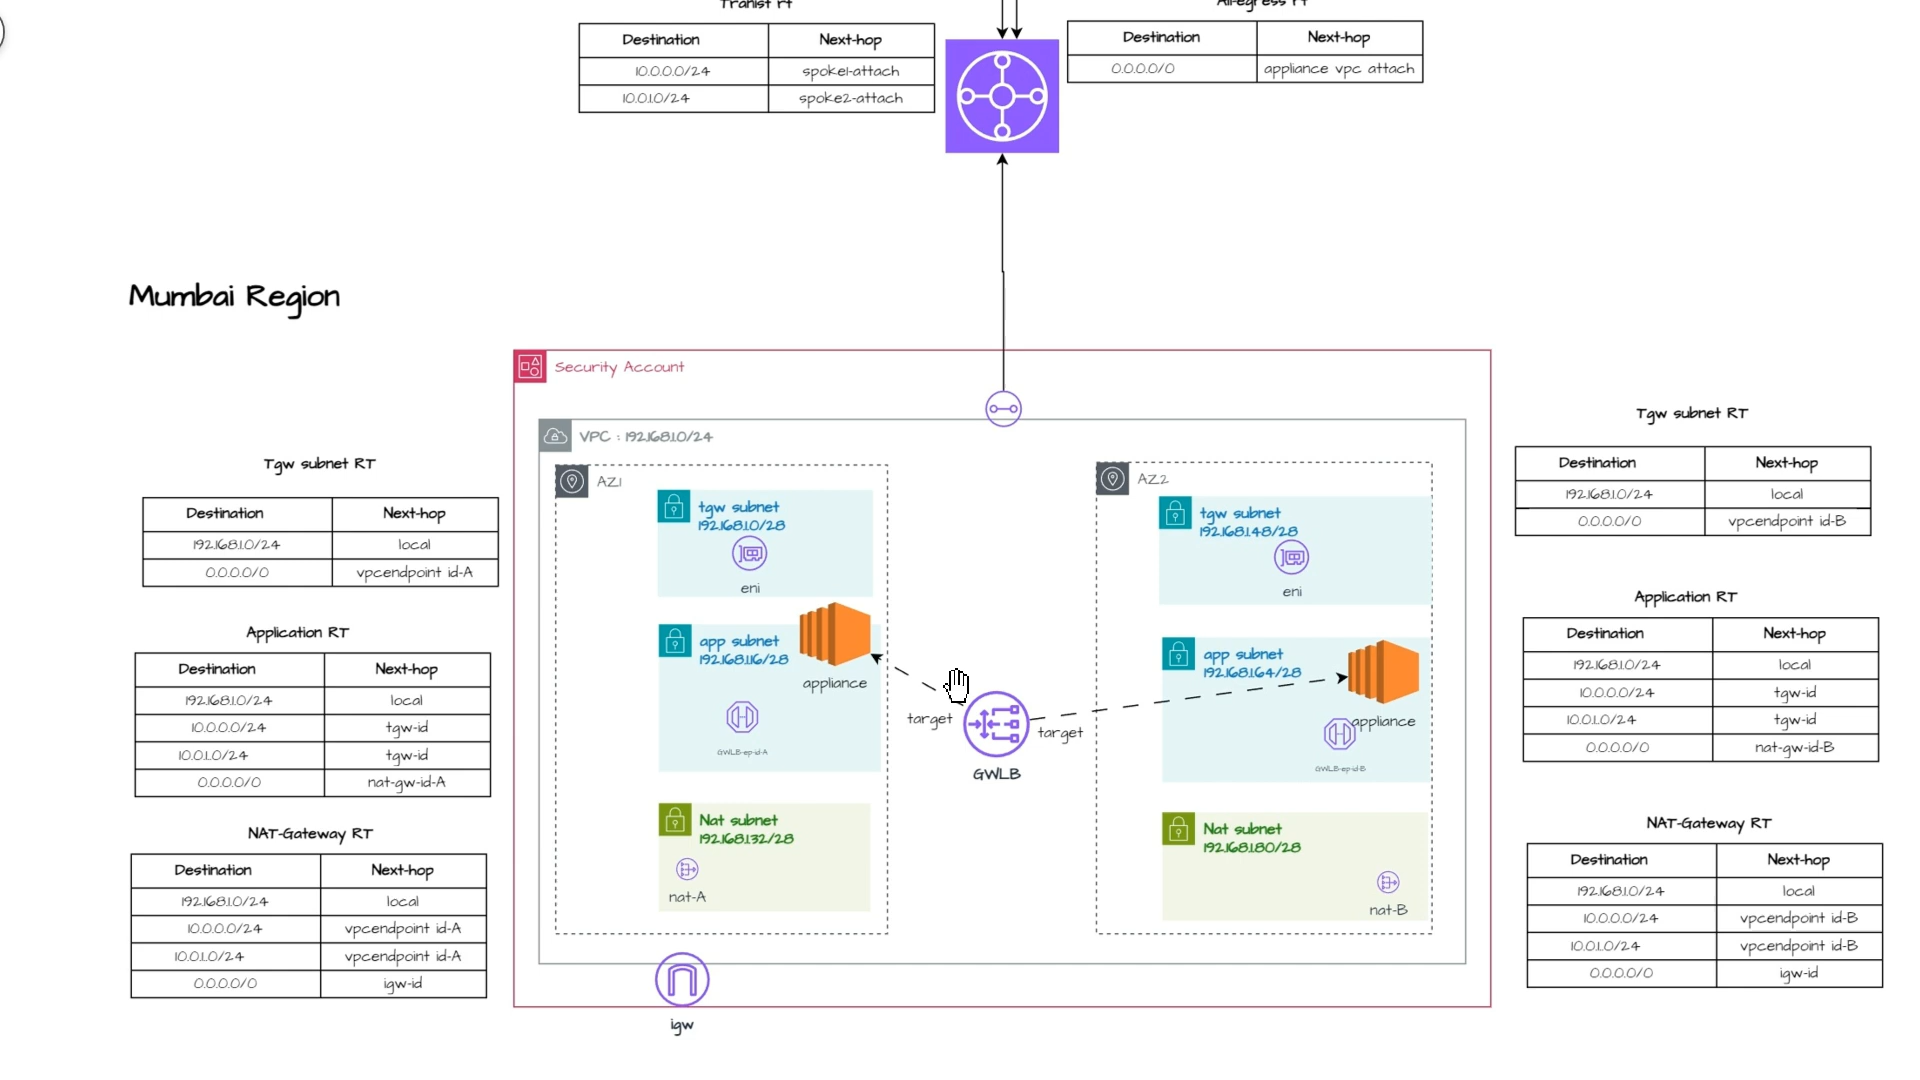 Transist rt
Destination Next-hop
10.0.0.0/24 spoke1-attach
10.0.1.0/24 spoke2-attach
All-egress rt
Destination Next-hop
0.0.0.0/0 appliance vpc attach
Mumbai Region
Security Account
VPC : 192.168.1.0/24
Tgw subnet RT
Destination Next-hop
192.168.1.0/24 local
0.0.0.0/0 vpcendpoint id-A
Application RT
Destination Next-hop
192.168.1.0/24 local
10.0.0.0/24 tgw-id
10.0.1.0/24 tgw-id
0.0.0.0/0 nat-gw-id-A
NAT-Gateway RT
Destination Next-hop
192.168.1.0/24 local
10.0.0.0/24 vpcendpoint id-A
10.0.1.0/24 vpcendpoint id-A
0.0.0.0/0 igw-id
AZ1
tgw subnet
192.168.1.0/28
eni
app subnet
192.168.1.16/28
appliance
GWLB-ep-id-A
Nat subnet
192.168.1.32/28
nat-A
igw
target
target
GWLB
AZ2
tgw subnet
192.168.1.48/28
eni
app subnet
192.168.1.64/28
appliance
GWLB-ep-id-B
Nat subnet
192.168.1.80/28
nat-B
Tgw subnet RT
Destination Next-hop
192.168.1.0/24 local
0.0.0.0/0 vpcendpoint id-B
Application RT
Destination Next-hop
192.168.1.0/24 local
10.0.0.0/24 tgw-id
10.0.1.0/24 tgw-id
0.0.0.0/0 nat-gw-id-B
NAT-Gateway RT
Destination Next-hop
192.168.1.0/24 local
10.0.0.0/24 vpcendpoint id-B
10.0.1.0/24 vpcendpoint id-B
0.0.0.0/0 igw-id